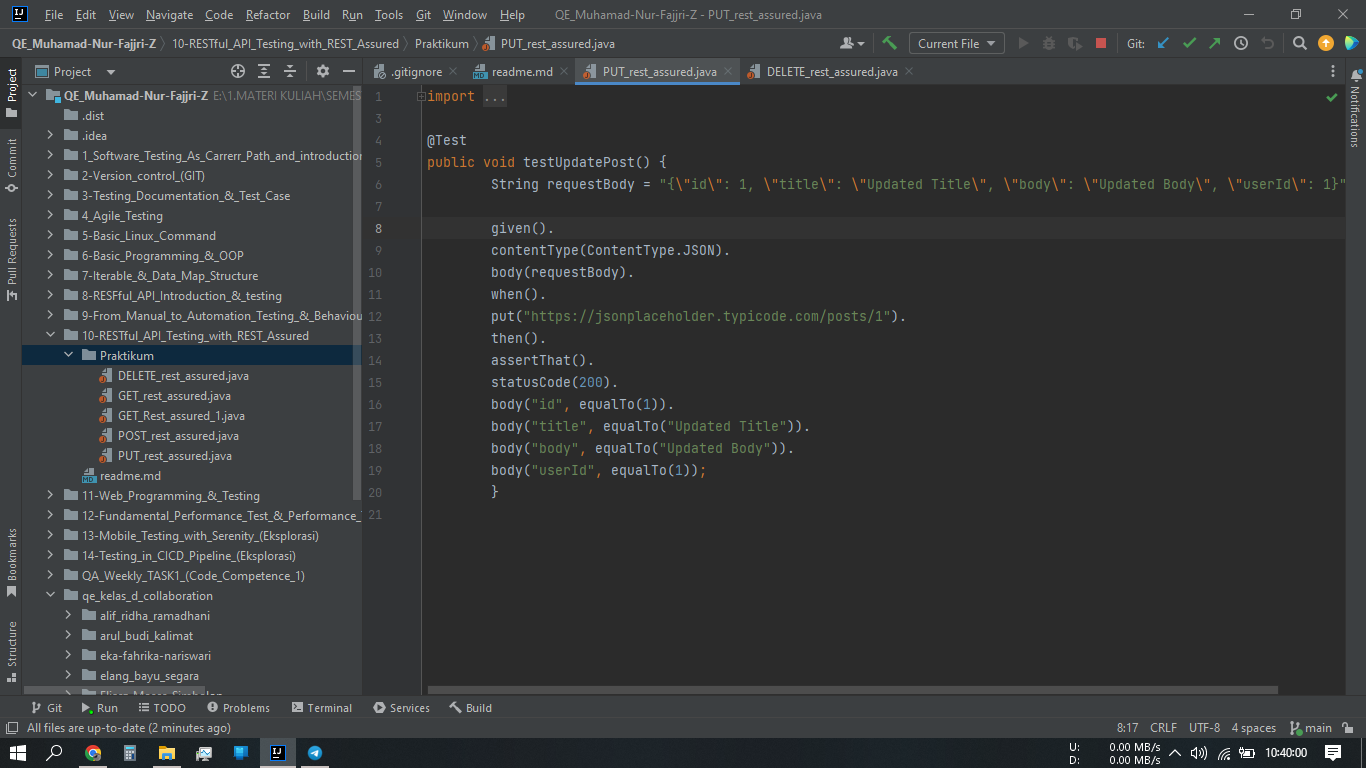 File Edit View Navigate Code Refactor Build Run Tools Git Window Help QE_Muhamad-Nur-Fajjri-Z - PUT_rest_assured.java
QE_Muhamad-Nur-Fajjri-Z 10-RESTful_API_Testing_with_REST_Assured Praktikum PUT_rest_assured.java Current File Git:
Project
.gitignore readme.md PUT_rest_assured.java DELETE_rest_assured.java
Project
Commit
Pull Requests
Bookmarks
Structure
Notifications
QE_Muhamad-Nur-Fajjri-Z E:\1.MATERI KULIAH\SEMES
.dist
.idea
1_Software_Testing_As_Carrerr_Path_and_introduction
2-Version_control_(GIT)
3-Testing_Documentation_&_Test_Case
4_Agile_Testing
5-Basic_Linux_Command
6-Basic_Programming_&_OOP
7-Iterable_&_Data_Map_Structure
8-RESFful_API_Introduction_&_testing
9-From_Manual_to_Automation_Testing_&_Behaviou
10-RESTful_API_Testing_with_REST_Assured
Praktikum
DELETE_rest_assured.java
GET_rest_assured.java
GET_Rest_assured_1.java
POST_rest_assured.java
PUT_rest_assured.java
readme.md
11-Web_Programming_&_Testing
12-Fundamental_Performance_Test_&_Performance_
13-Mobile_Testing_with_Serenity_(Eksplorasi)
14-Testing_in_CICD_Pipeline_(Eksplorasi)
QA_Weekly_TASK1_(Code_Competence_1)
qe_kelas_d_collaboration
alif_ridha_ramadhani
arul_budi_kalimat
eka-fahrika-nariswari
elang_bayu_segara
1 import ...
3
4 @Test
5 public void testUpdatePost() {
6 String requestBody = "{\"id\": 1, \"title\": \"Updated Title\", \"body\": \"Updated Body\", \"userId\": 1}"
7
8 given().
9 contentType(ContentType.JSON).
10 body(requestBody).
11 when().
12 put("https://jsonplaceholder.typicode.com/posts/1").
13 then().
14 assertThat().
15 statusCode(200).
16 body("id", equalTo(1)).
17 body("title", equalTo("Updated Title")).
18 body("body", equalTo("Updated Body")).
19 body("userId", equalTo(1));
20 }
21
Git Run TODO Problems Terminal Services Build
All files are up-to-date (2 minutes ago) 8:17 CRLF UTF-8 4 spaces main
U: 0.00 MB/s
D: 0.00 MB/s
10:40:00